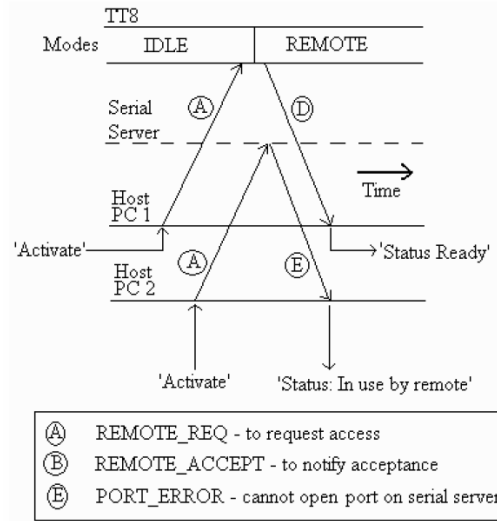 TT8
Modes IDLE REMOTE
A D
Serial
Server
Time
Host
PC 1
'Activate' 'Status Ready'
A E
Host
PC 2
'Activate' 'Status: In use by remote'
A REMOTE_REQ - to request access
B REMOTE_ACCEPT - to notify acceptance
E PORT_ERROR - cannot open port on serial server